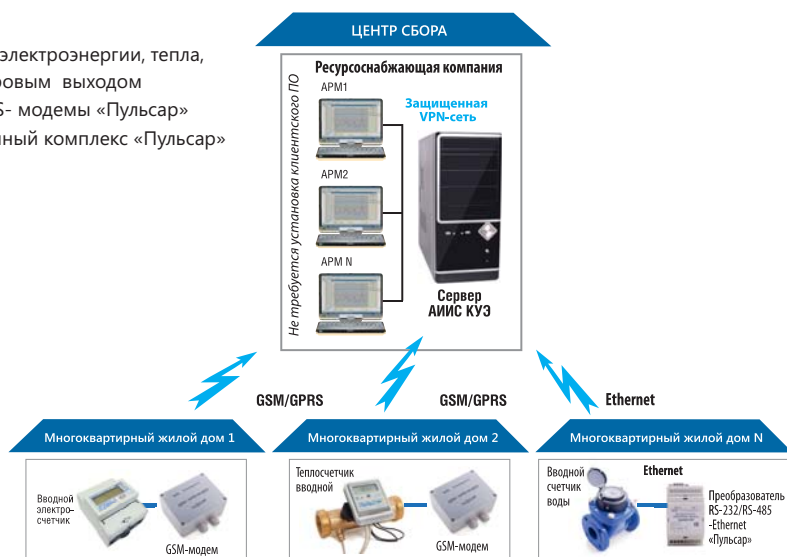 электроэнергии, тепла,
ровым выходом
S- модемы «Пульсар»
ный комплекс «Пульсар»
ЦЕНТР СБОРА
Ресурсоснабжающая компания
Не требуется установка клиентского ПО
АРМ1
Защищенная
VPN-сеть
АРМ2
АРМ N
Сервер
АИИС КУЭ
GSM/GPRS
GSM/GPRS
Ethernet
Многоквартирный жилой дом 1
Многоквартирный жилой дом 2
Многоквартирный жилой дом N
Вводной
электро-
счетчик
GSM-модем
Теплосчетчик
вводной
GSM-модем
Вводной
счетчик
воды
Ethernet
Преобразователь
RS-232/RS-485
-Ethernet
«Пульсар»